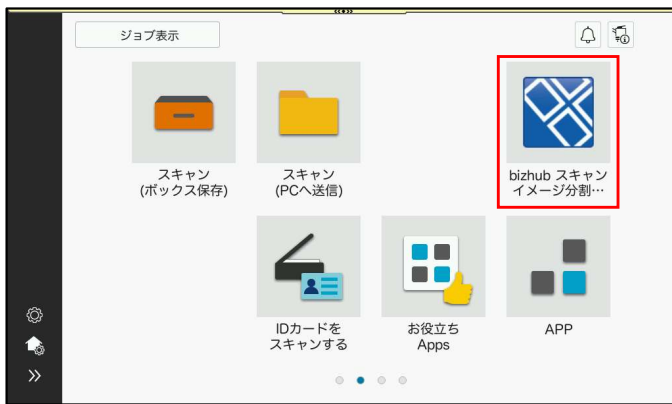 ジョブ表示
スキャン
(ボックス保存)
スキャン
(PCへ送信)
bizhub スキャン
イメージ分割…
IDカードを
スキャンする
お役立ち
Apps
APP